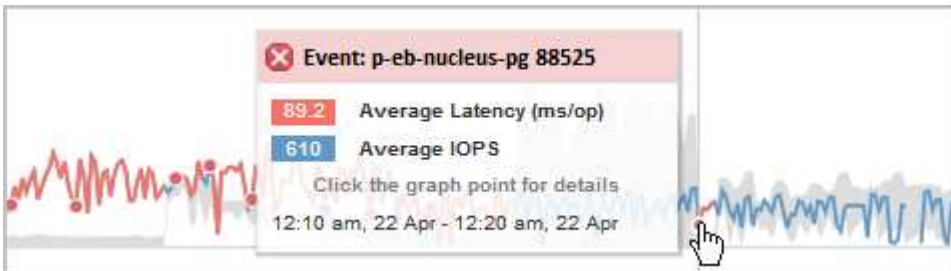 Event: p-eb-nucleus-pg 88525
89.2 Average Latency (ms/op)
610 Average IOPS
Click the graph point for details
12:10 am, 22 Apr - 12:20 am, 22 Apr